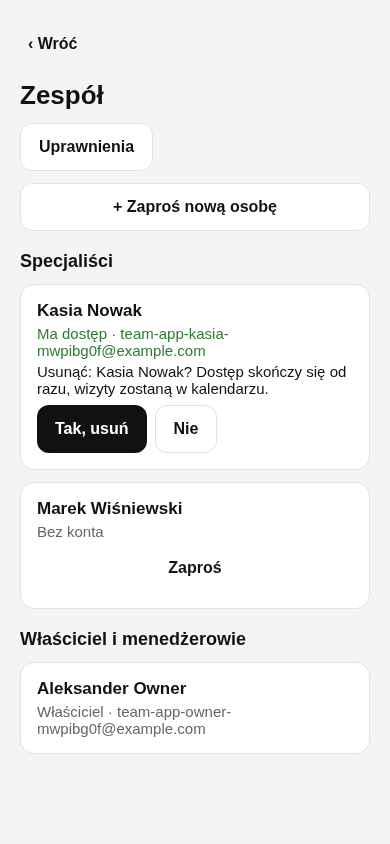 ‹ Wróć
Zespół
Uprawnienia
+ Zaproś nową osobę
Specjaliści
Kasia Nowak
Ma dostęp · team-app-kasia-
mwpibg0f@example.com
Usunąć: Kasia Nowak? Dostęp skończy się od
razu, wizyty zostaną w kalendarzu.
Tak, usuń
Nie
Marek Wiśniewski
Bez konta
Zaproś
Właściciel i menedżerowie
Aleksander Owner
Właściciel · team-app-owner-
mwpibg0f@example.com